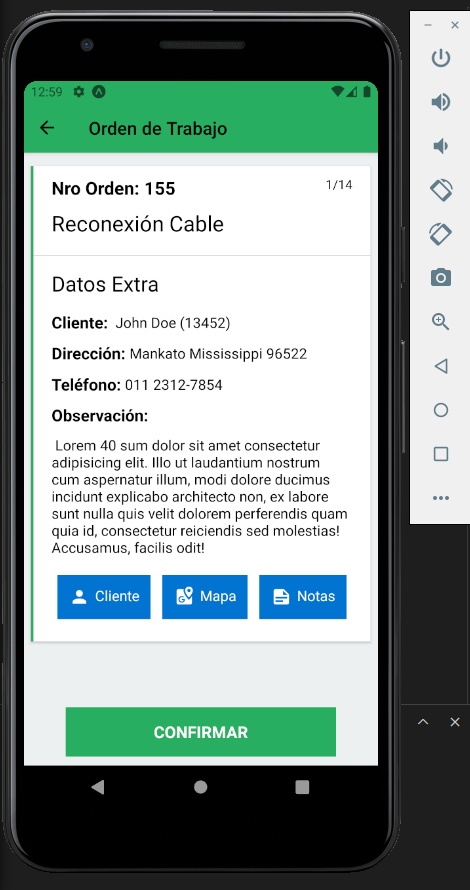 12:59
Orden de Trabajo
Nro Orden: 155
1/14
Reconexión Cable
Datos Extra
Cliente: John Doe (13452)
Dirección: Mankato Mississippi 96522
Teléfono: 011 2312-7854
Observación:
Lorem 40 sum dolor sit amet consectetur
adipisicing elit. Illo ut laudantium nostrum
cum aspernatur illum, modi dolore ducimus
incidunt explicabo architecto non, ex labore
sunt nulla quis velit dolorem perferendis quam
quia id, consectetur reiciendis sed molestias!
Accusamus, facilis odit!
Cliente
Mapa
Notas
CONFIRMAR